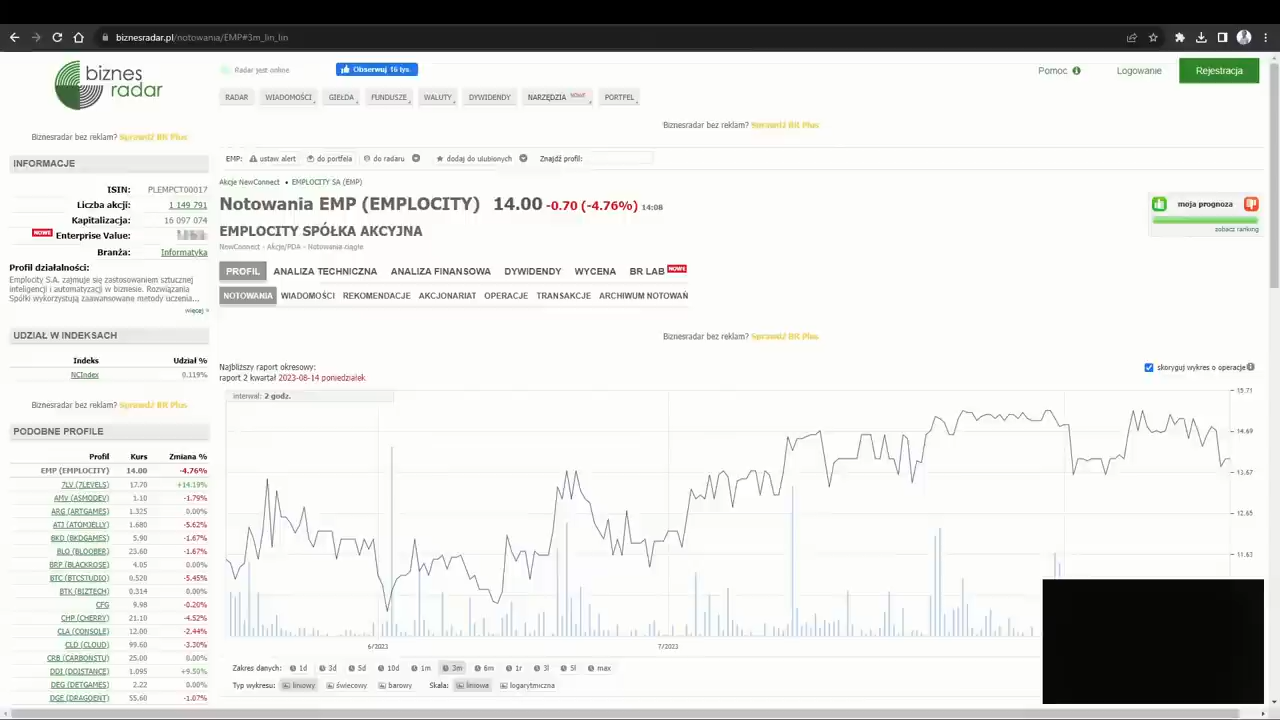 biznesradar.pl/notowania/EMP#3m_lin_lin
biznes
radar
Radar jest online
Obserwuj 16 tys.
Pomoc
Logowanie
Rejestracja
RADAR WIADOMOŚCI GIEŁDA FUNDUSZE WALUTY DYWIDENDY NARZĘDZIA NOWE PORTFEL
Biznesradar bez reklam? Sprawdź BR Plus
Biznesradar bez reklam? Sprawdź BR Plus
INFORMACJE
ISIN: PLEMPCT00017
Liczba akcji: 1 149 791
Kapitalizacja: 16 097 074
NOWE Enterprise Value:
Branża: Informatyka
Profil działalności:
Emplocity S.A. zajmuje się zastosowaniem sztucznej
inteligencji i automatyzacji w biznesie. Rozwiązania
Spółki wykorzystują zaawansowane metody uczenia...
więcej »
UDZIAŁ W INDEKSACH
Indeks Udział %
NCIndex 0.119%
Biznesradar bez reklam? Sprawdź BR Plus
PODOBNE PROFILE
Profil Kurs Zmiana %
EMP (EMPLOCITY) 14.00 -4.76%
7LV (7LEVELS) 17.70 +14.19%
AMV (ASMODEV) 1.10 -1.79%
ARG (ARTGAMES) 1.325 0.00%
ATJ (ATOMJELLY) 1.680 -5.62%
BKD (BKDGAMES) 5.90 -1.67%
BLO (BLOOBER) 23.60 -1.67%
BRP (BLACKROSE) 4.05 0.00%
BTC (BTCSTUDIO) 0.520 -5.45%
BTK (BIZTECH) 0.314 0.00%
CFG 9.98 -0.20%
CHP (CHERRY) 21.10 -4.52%
CLA (CONSOLE) 12.00 -2.44%
CLD (CLOUD) 99.60 -3.30%
CRB (CARBONSTU) 25.00 0.00%
DDI (DDISTANCE) 1.095 +9.50%
DEG (DETGAMES) 2.22 0.00%
DGE (DRAGOENT) 55.60 -1.07%
EMP: ustaw alert do portfela do radaru dodaj do ulubionych Znajdź profil:
Akcje NewConnect • EMPLOCITY SA (EMP)
Notowania EMP (EMPLOCITY) 14.00 -0.70 (-4.76%) 14:08
moja prognoza
zobacz ranking
EMPLOCITY SPÓŁKA AKCYJNA
NewConnect - Akcje/PDA - Notowania ciągłe
PROFIL ANALIZA TECHNICZNA ANALIZA FINANSOWA DYWIDENDY WYCENA BR LAB NOWE
NOTOWANIA WIADOMOŚCI REKOMENDACJE AKCJONARIAT OPERACJE TRANSAKCJE ARCHIWUM NOTOWAŃ
Biznesradar bez reklam? Sprawdź BR Plus
Najbliższy raport okresowy:
raport 2 kwartał 2023-08-14 poniedziałek
skoryguj wykres o operacje
interwał: 2 godz.
15.71
14.69
13.67
12.65
11.63
6/2023 7/2023
Zakres danych: 1d 3d 5d 10d 1m 3m 6m 1r 3l 5l max
Typ wykresu: liniowy świecowy barowy Skala: liniowa logarytmiczna